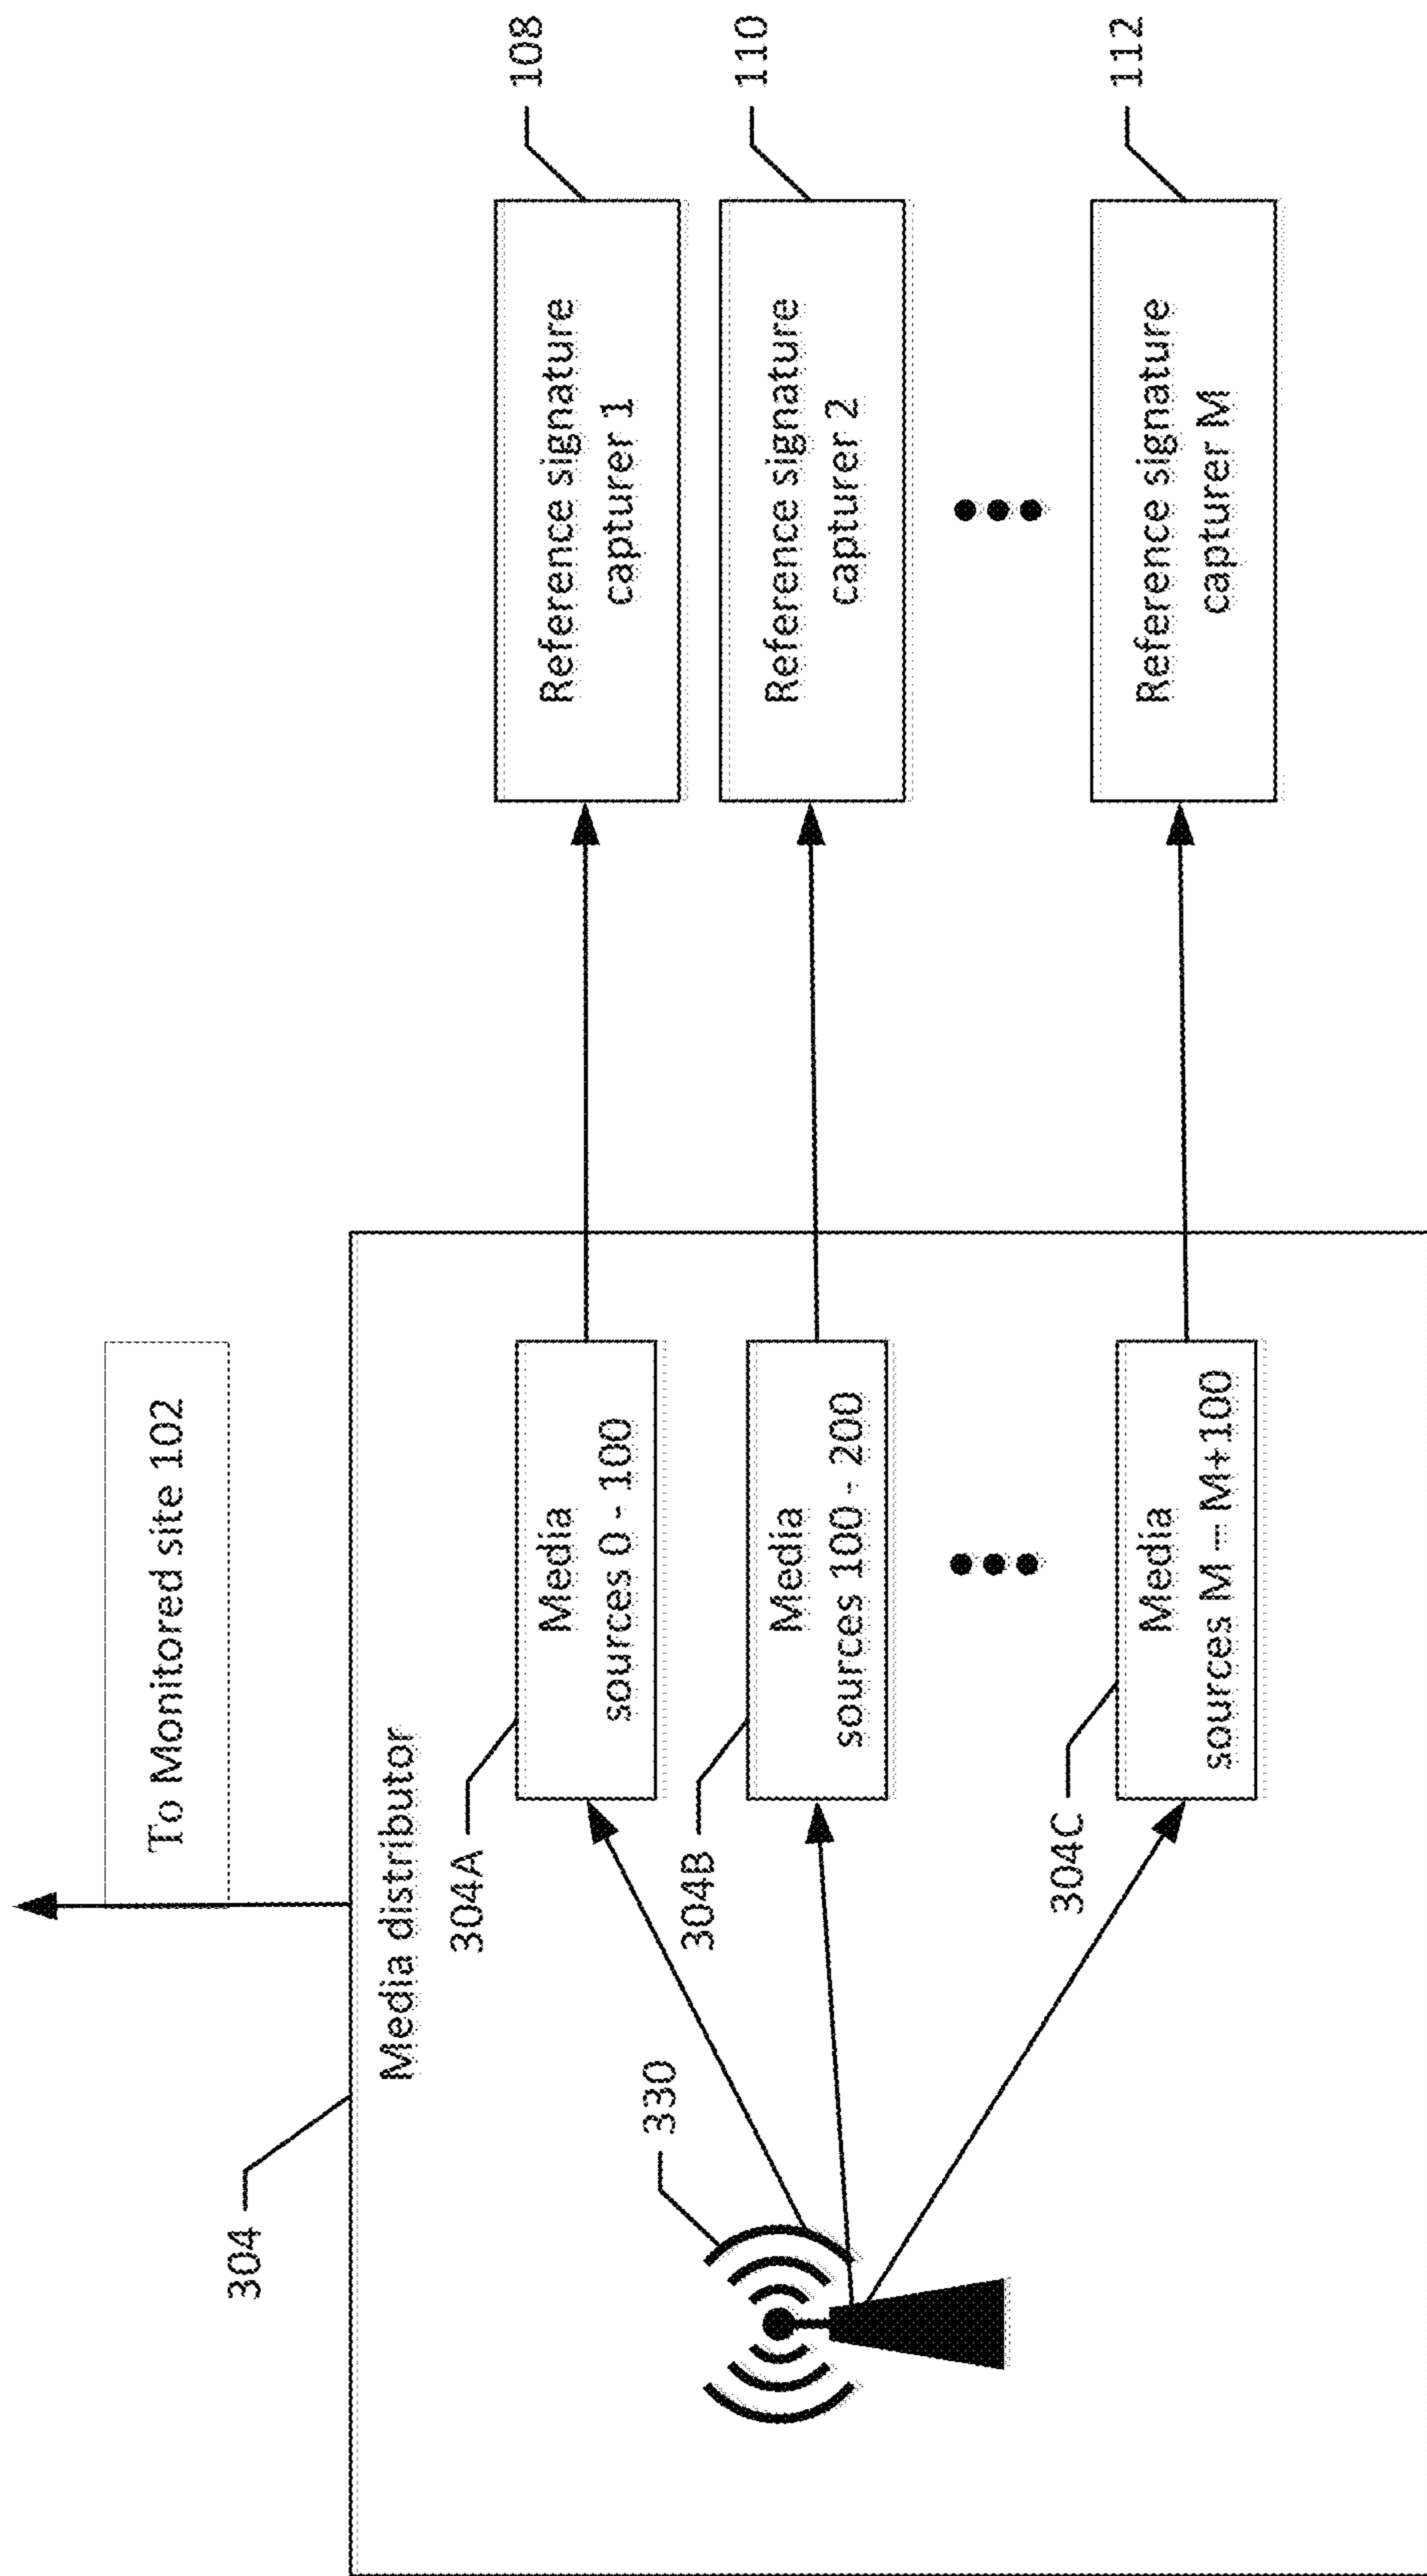 To Monitored site 102
304
Media distributor
330
304A
Media
sources 0 - 100
304B
Media
sources 100 - 200
304C
Media
sources M -- M+100
Reference signature
capturer 1
108
Reference signature
capturer 2
110
Reference signature
capturer M
112